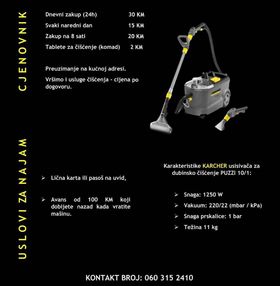 CJENOVNIK
Dnevni zakup (24h) 30 KM
Svaki naredni dan 15 KM
Zakup na 8 sati 20 KM
Tablete za čišćenje (komad) 2 KM
Preuzimanje na kućnoj adresi.
Vršimo i usluge čišćenja - cijena po
dogovoru.
USLOVI ZA NAJAM
➢ Lična karta ili pasoš na uvid,
➢ Avans od 100 KM koji
dobijete nazad kada vratite
mašinu.
Karakteristike KARCHER usisivača za
dubinsko čišćenje PUZZI 10/1:
➢ Snaga: 1250 W
➢ Vakuum: 220/22 (mbar / kPa)
➢ Snaga prskalice: 1 bar
➢ Težina 11 kg
KONTAKT BROJ: 060 315 2410